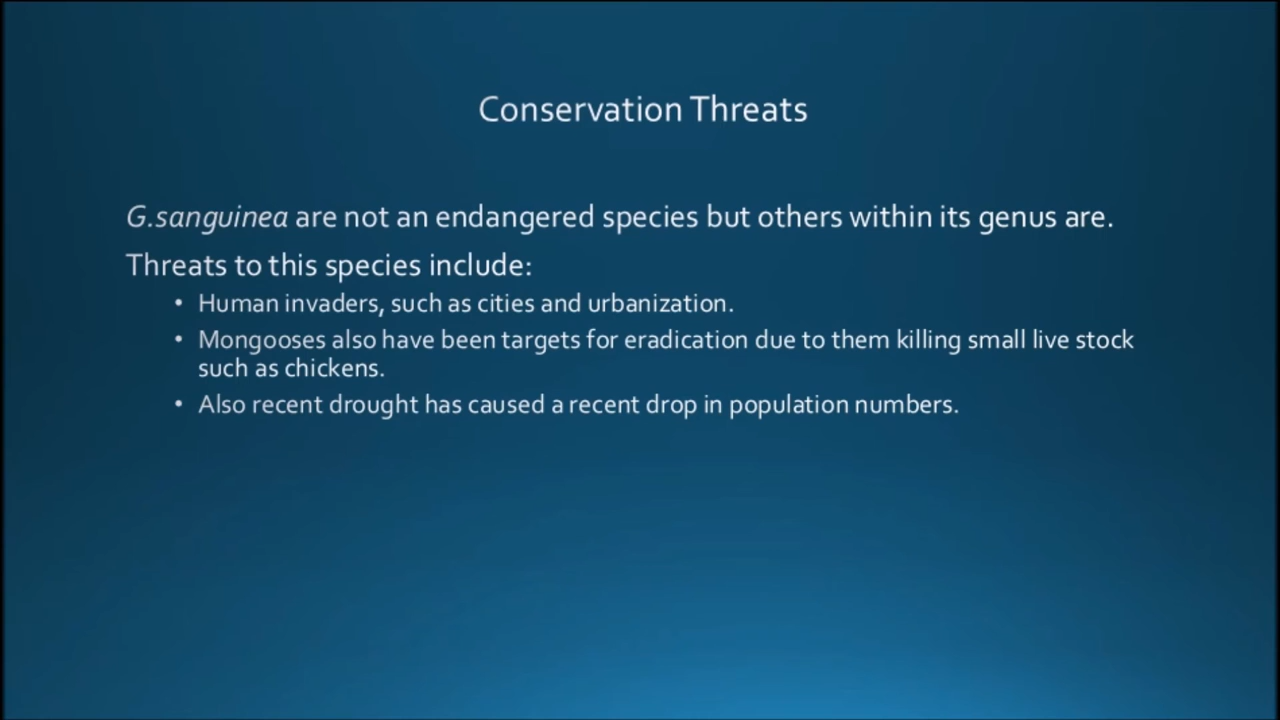 Conservation Threats
G.sanguinea are not an endangered species but others within its genus are.
Threats to this species include:
• Human invaders, such as cities and urbanization.
• Mongooses also have been targets for eradication due to them killing small live stock
such as chickens.
• Also recent drought has caused a recent drop in population numbers.